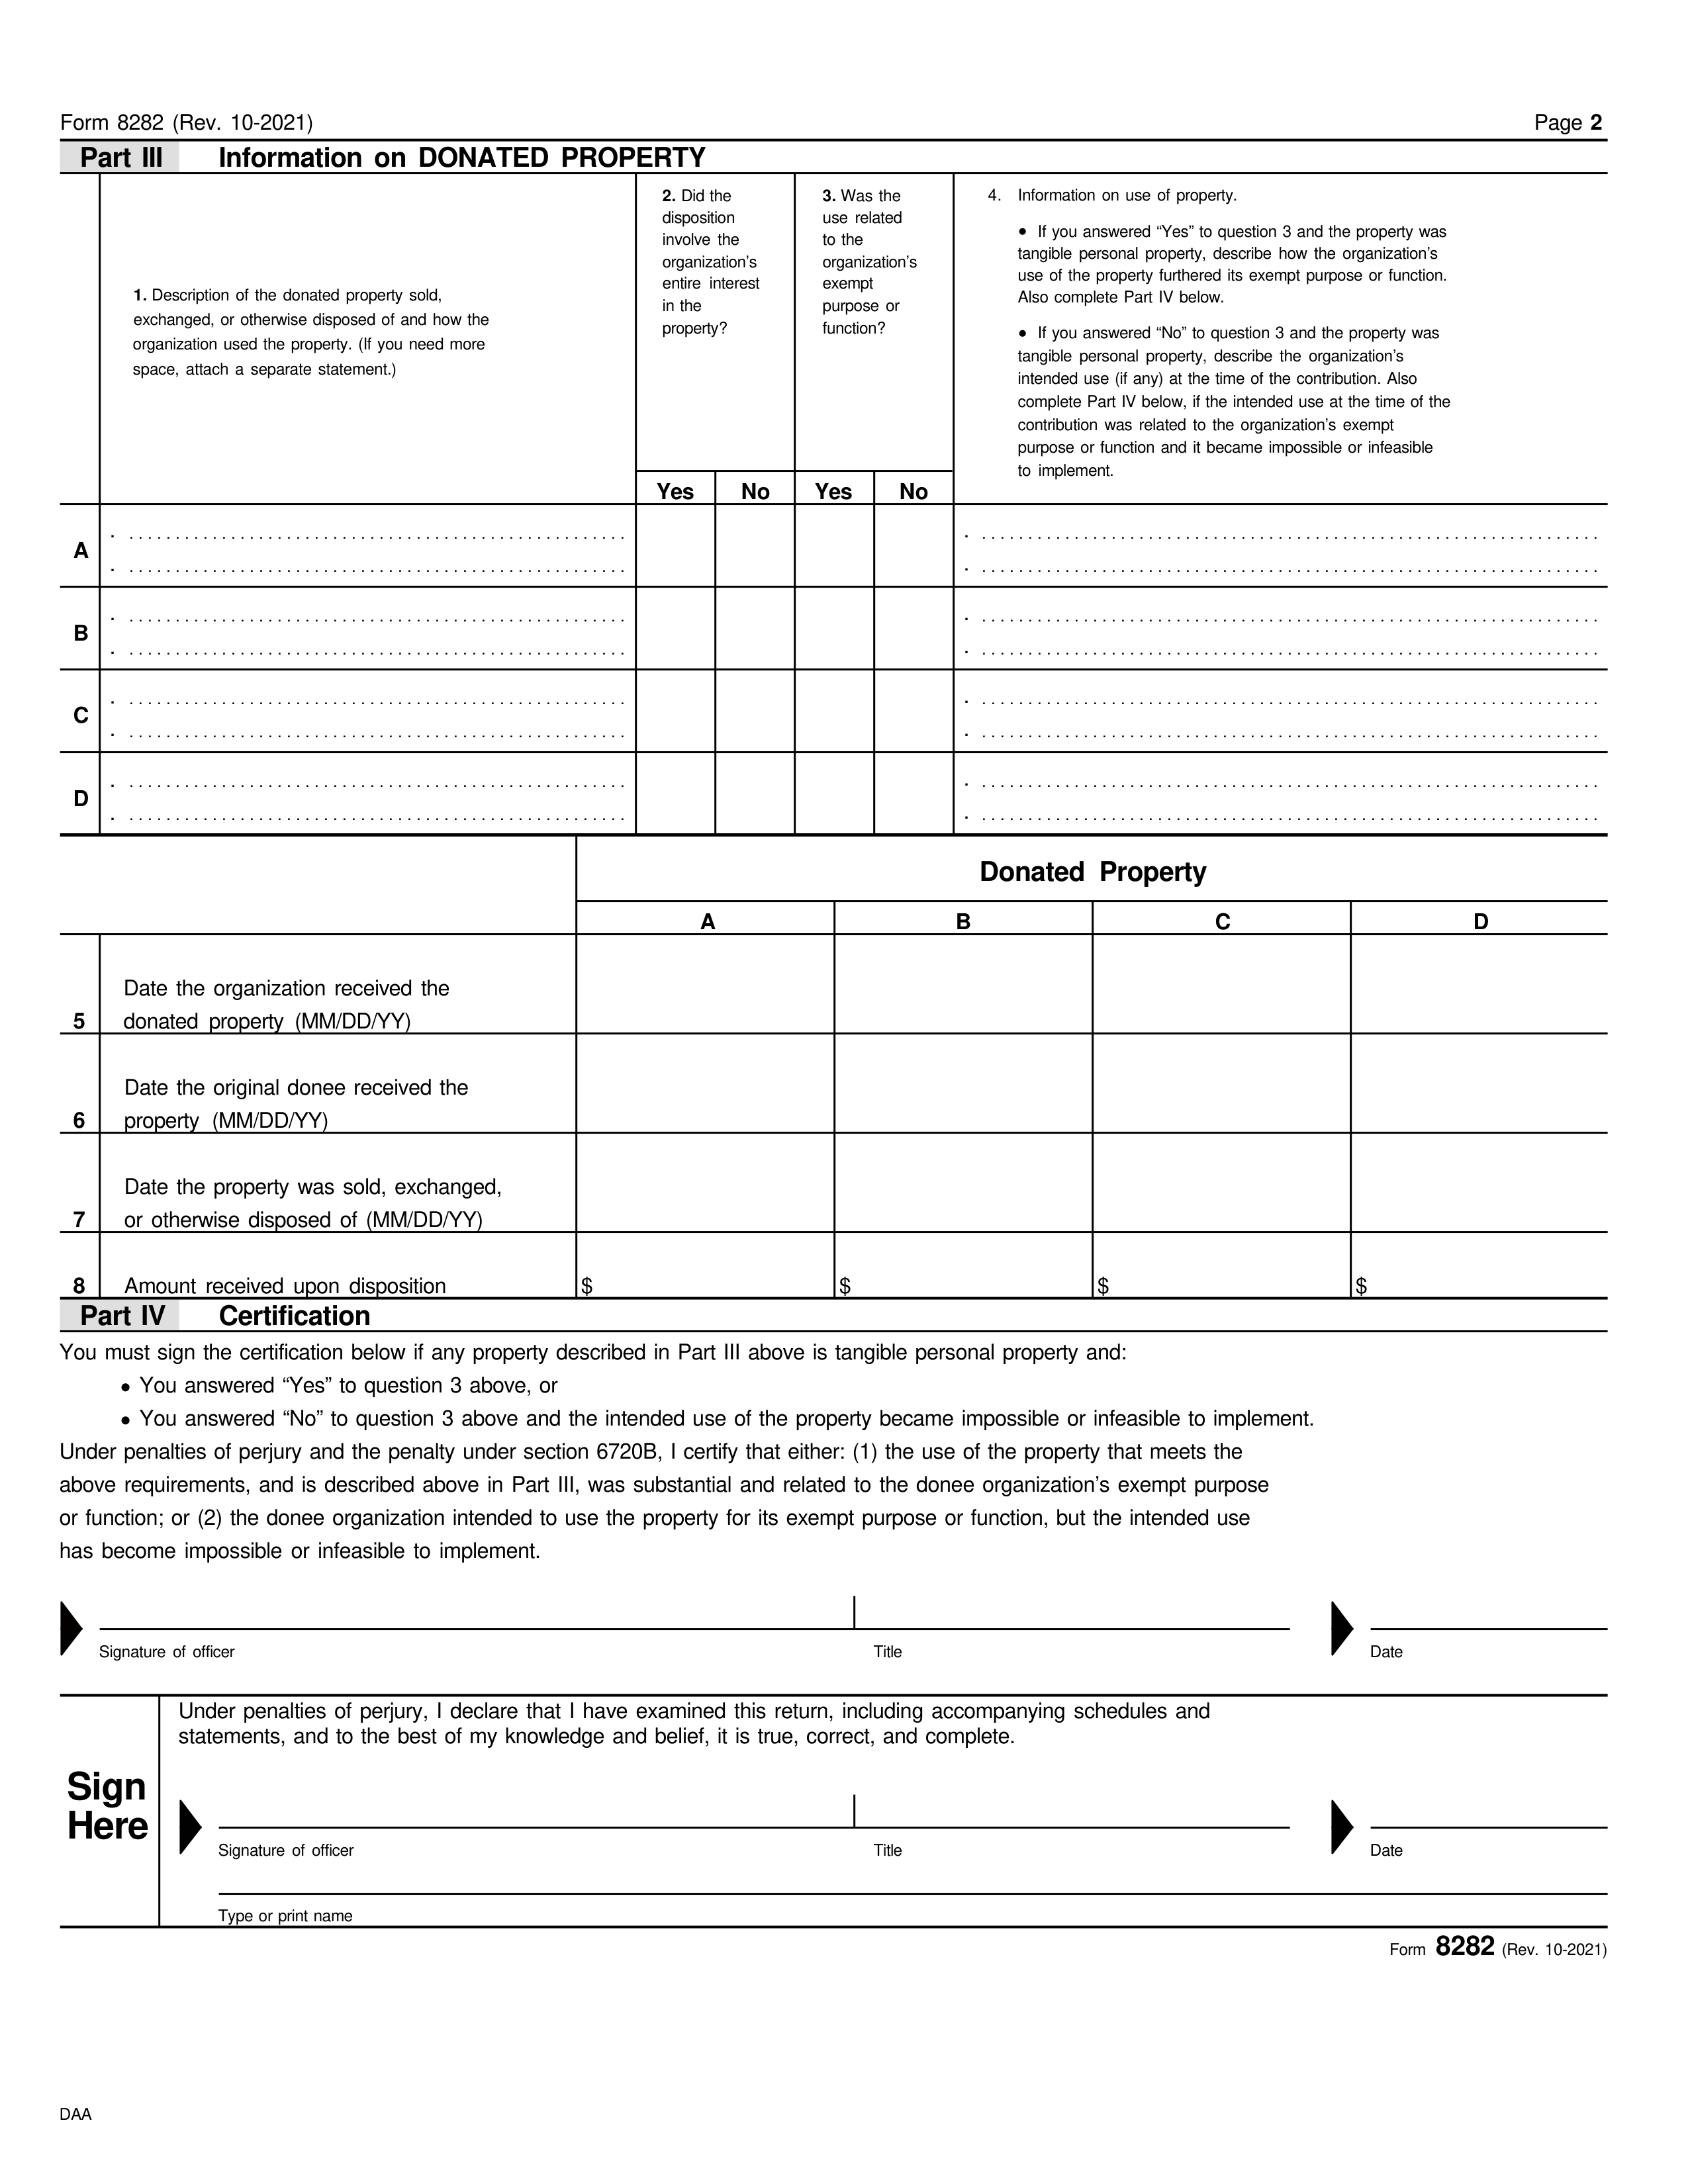 Form 8282 (Rev. 10-2021) Page 2
Part III Information on DONATED PROPERTY
1. Description of the donated property sold,
exchanged, or otherwise disposed of and how the
organization used the property. (If you need more
space, attach a separate statement.)
2. Did the
disposition
involve the
organization’s
entire interest
in the
property?
3. Was the
use related
to the
organization’s
exempt
purpose or
function?
4. Information on use of property.
● If you answered “Yes” to question 3 and the property was
tangible personal property, describe how the organization’s
use of the property furthered its exempt purpose or function.
Also complete Part IV below.
● If you answered “No” to question 3 and the property was
tangible personal property, describe the organization’s
intended use (if any) at the time of the contribution. Also
complete Part IV below, if the intended use at the time of the
contribution was related to the organization’s exempt
purpose or function and it became impossible or infeasible
to implement.
Yes No Yes No
A
B
C
D
Donated Property
A B C D
Date the organization received the
5 donated property (MM/DD/YY)
Date the original donee received the
6 property (MM/DD/YY)
Date the property was sold, exchanged,
7 or otherwise disposed of (MM/DD/YY)
8 Amount received upon disposition $ $ $ $
Part IV Certification
You must sign the certification below if any property described in Part III above is tangible personal property and:
● You answered “Yes” to question 3 above, or
● You answered “No” to question 3 above and the intended use of the property became impossible or infeasible to implement.
Under penalties of perjury and the penalty under section 6720B, I certify that either: (1) the use of the property that meets the
above requirements, and is described above in Part III, was substantial and related to the donee organization’s exempt purpose
or function; or (2) the donee organization intended to use the property for its exempt purpose or function, but the intended use
has become impossible or infeasible to implement.
Signature of officer Title Date
Under penalties of perjury, I declare that I have examined this return, including accompanying schedules and
statements, and to the best of my knowledge and belief, it is true, correct, and complete.
Sign
Here
Signature of officer Title Date
Type or print name
Form 8282 (Rev. 10-2021)
DAA